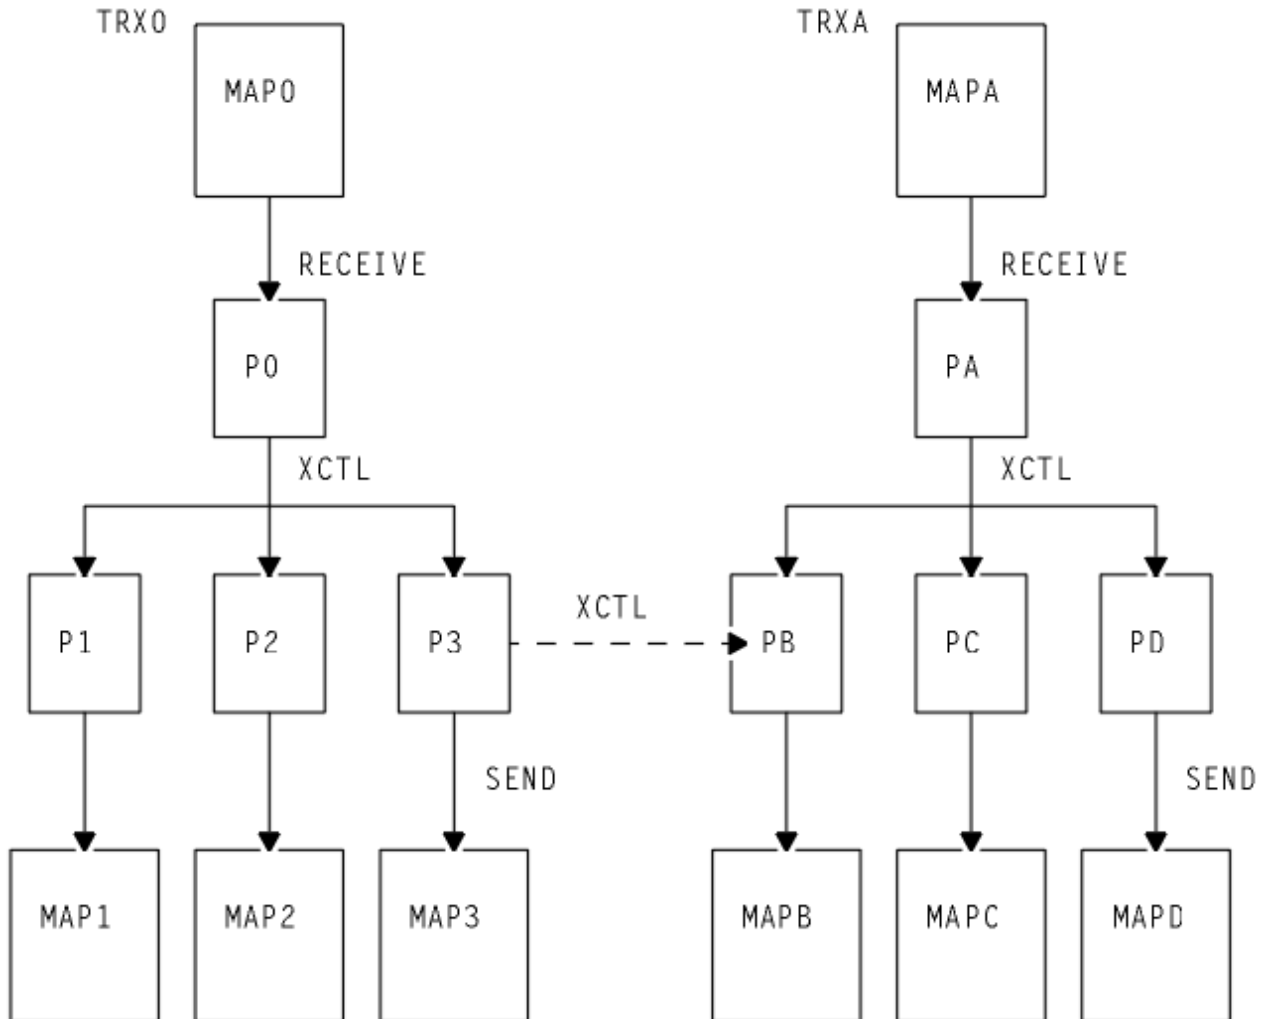 TRX0 TRXA
MAP0 MAPA
RECEIVE RECEIVE
P0 PA
XCTL XCTL
XCTL
P1 P2 P3 PB PC PD
SEND SEND
MAP1 MAP2 MAP3 MAPB MAPC MAPD